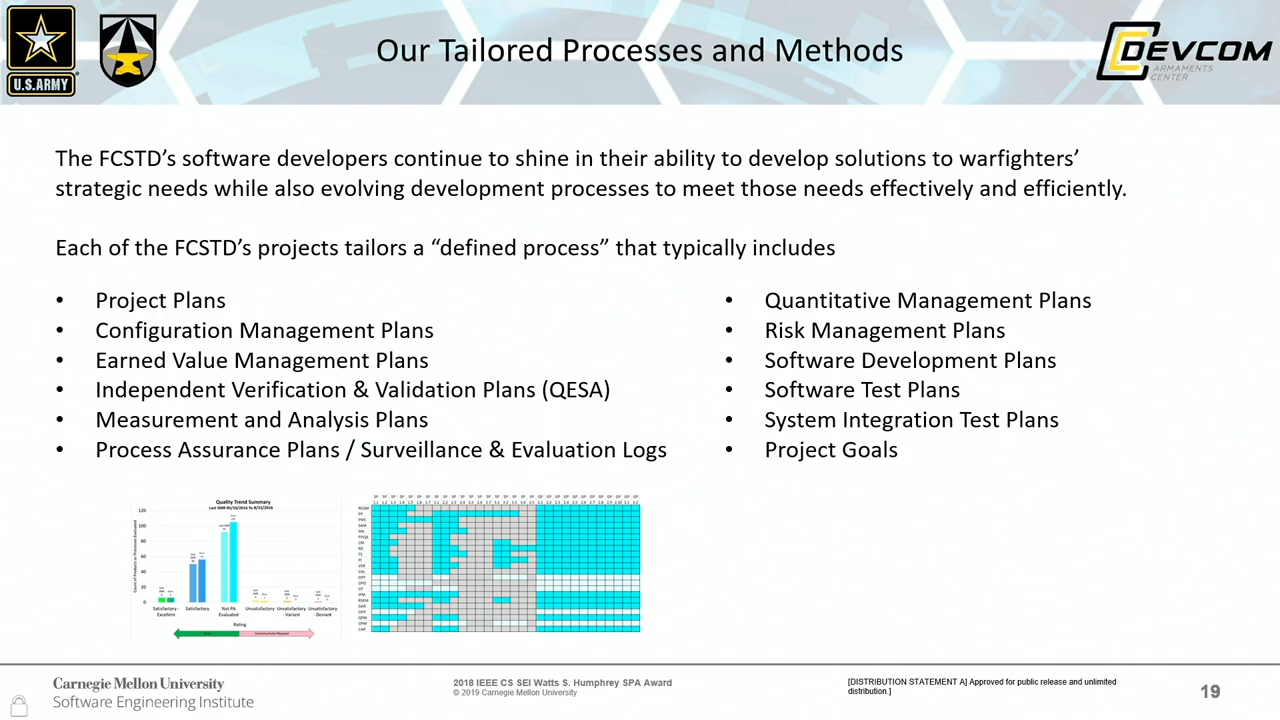 U.S.ARMY
Our Tailored Processes and Methods
DEVCOM
ARMAMENTS
CENTER
The FCSTD’s software developers continue to shine in their ability to develop solutions to warfighters’
strategic needs while also evolving development processes to meet those needs effectively and efficiently.
Each of the FCSTD’s projects tailors a “defined process” that typically includes
• Project Plans
• Configuration Management Plans
• Earned Value Management Plans
• Independent Verification & Validation Plans (QESA)
• Measurement and Analysis Plans
• Process Assurance Plans / Surveillance & Evaluation Logs
• Quantitative Management Plans
• Risk Management Plans
• Software Development Plans
• Software Test Plans
• System Integration Test Plans
• Project Goals
Quality Trend Summary
120
100
80
60
40
20
0
Satisfactory - Excellent
Satisfactory
Not PA Evaluated
Unsatisfactory
Unsatisfactory - Variant
Unsatisfactory - Deviant
Rating
Carnegie Mellon University
Software Engineering Institute
2018 IEEE CS SEI Watts S. Humphrey SPA Award
© 2019 Carnegie Mellon University
[DISTRIBUTION STATEMENT A] Approved for public release and unlimited
distribution.]
19